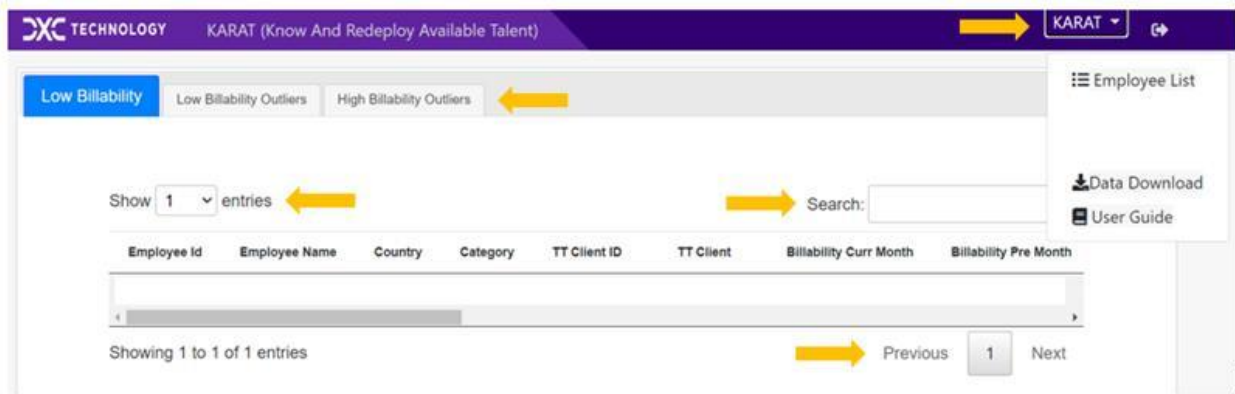 DXC TECHNOLOGY KARAT (Know And Redeploy Available Talent) KARAT
Employee List
Low Billability Low Billability Outliers High Billability Outliers
Data Download
User Guide
Show 1 entries Search:
Employee Id Employee Name Country Category TT Client ID TT Client Billability Curr Month Billability Pre Month
Showing 1 to 1 of 1 entries Previous 1 Next